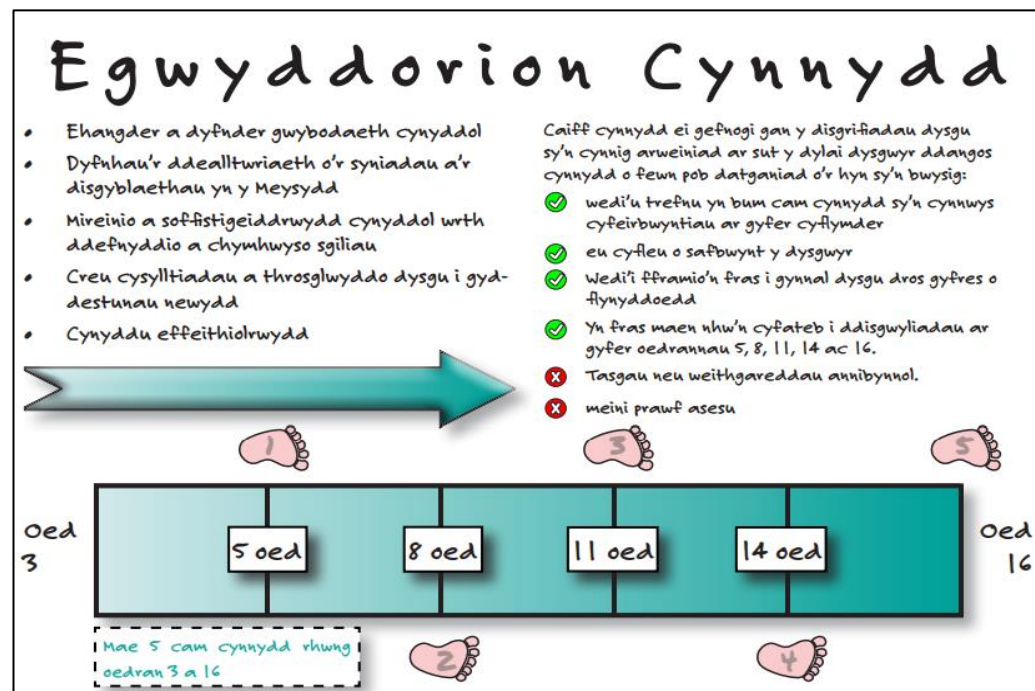 Egwyddorion Cynnydd
• Ehangder a dyfnder gwybodaeth cynyddol
• Dyfnhau'r ddealltwriaeth o'r syniadau a'r
disgyblaethau yn y Meysydd
• Mireinio a soffistigeiddrwydd cynyddol wrth
ddefnyddio a chymhwyso sgiliau
• Creu cysylltiadau a throsglwyddo dysgu i gyd-
destunau newydd
• Cynyddu effeithiolrwydd
Caiff cynnydd ei gefnogi gan y disgrifiadau dysgu
sy'n cynnig arweiniad ar sut y dylai dysgwyr ddangos
cynnydd o fewn pob datganiad o'r hyn sy'n bwysig:
wedi'u trefnu yn bum cam cynnydd sy'n cynnwys
cyfeirbwyntiau ar gyfer cyflymder
eu cyfleu o safbwynt y dysgwyr
Wedi'i fframio'n fras i gynnal dysgu dros gyfres o
flynyddoedd
Yn fras maen nhw'n cyfateb i ddisgwyliadau ar
gyfer oedrannau 5, 8, 11, 14 ac 16.
Tasgau neu weithgareddau annibynnol.
meini prawf asesu
1
3
5
Oed
3
5 oed
8 oed
11 oed
14 oed
Oed
16
Mae 5 cam cynnydd rhwng
oedran 3 a 16
2
4